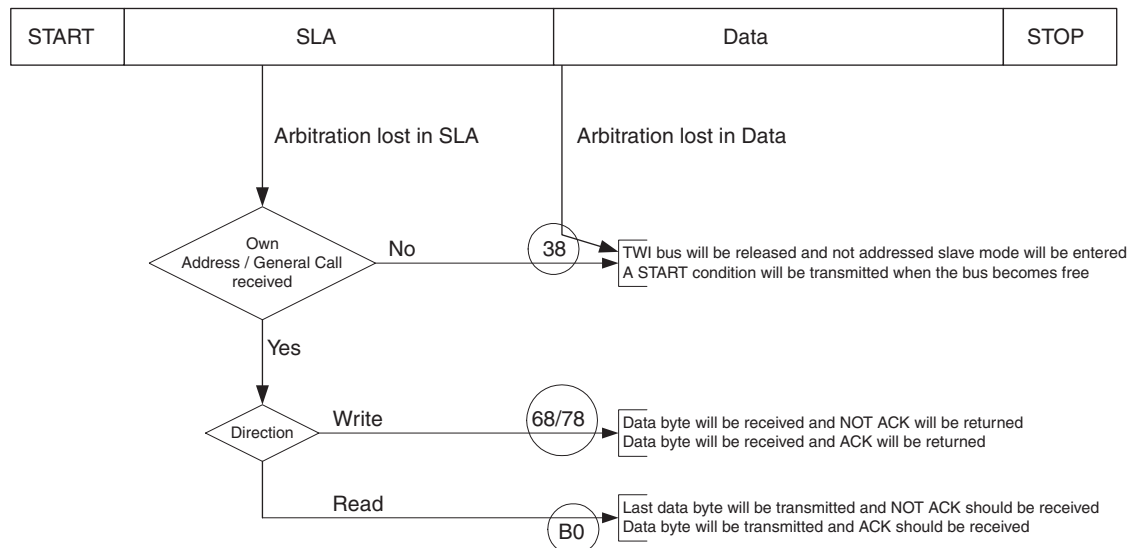 START SLA Data STOP
Arbitration lost in SLA Arbitration lost in Data
Own
Address / General Call
received
No
38
TWI bus will be released and not addressed slave mode will be entered
A START condition will be transmitted when the bus becomes free
Yes
Direction
Write
68/78
Data byte will be received and NOT ACK will be returned
Data byte will be received and ACK will be returned
Read
B0
Last data byte will be transmitted and NOT ACK should be received
Data byte will be transmitted and ACK should be received